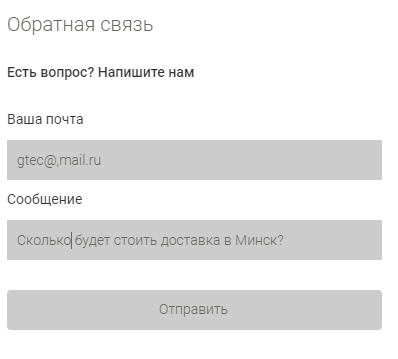 Обратная связь
Есть вопрос? Напишите нам
Ваша почта
gtec@,mail.ru
Сообщение
Сколько будет стоить доставка в Минск?
Отправить